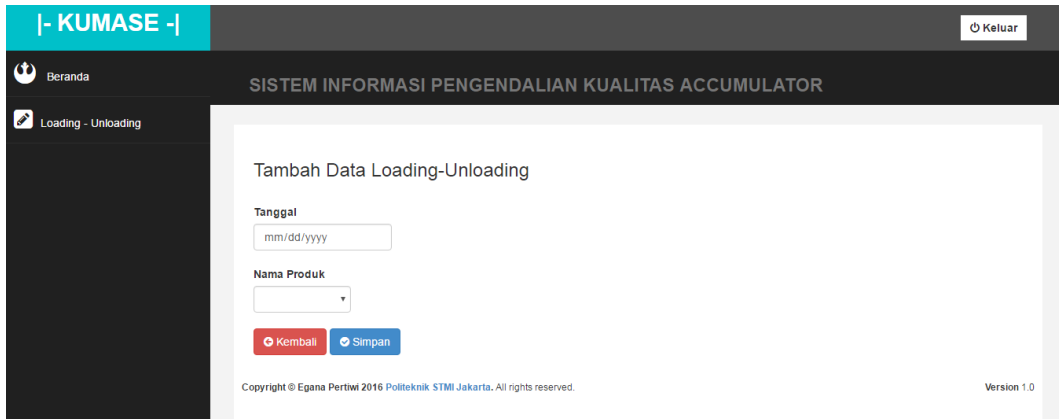 |- KUMASE -|
Keluar
Beranda
Loading - Unloading
SISTEM INFORMASI PENGENDALIAN KUALITAS ACCUMULATOR
Tambah Data Loading-Unloading
Tanggal
mm/dd/yyyy
Nama Produk
Kembali
Simpan
Copyright © Egana Pertiwi 2016 Politeknik STMI Jakarta. All rights reserved.
Version 1.0